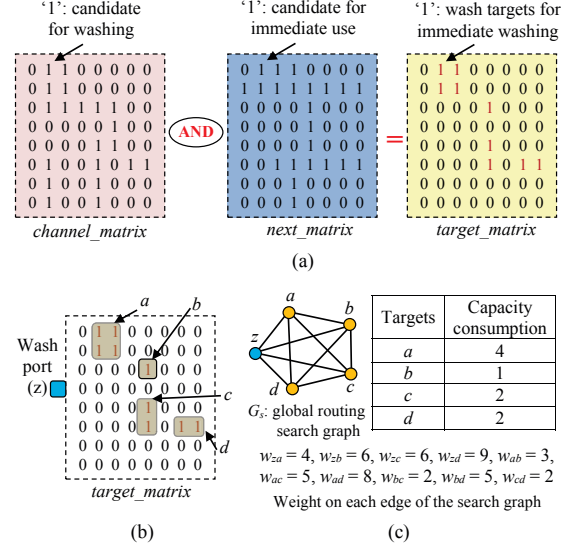 '1': candidate
for washing
'1': candidate for
immediate use
'1': wash targets for
immediate washing
0 1 1 0 0 0 0 0
0 1 1 0 0 0 0 0
0 1 1 1 1 1 0 0
0 0 0 0 0 1 0 0
0 0 0 0 1 0 0 0
0 1 1 0 1 0 1 1
0 1 0 0 1 0 0 0
0 1 0 0 1 0 0 0
channel_matrix
AND
0 1 1 1 0 0 0 0
1 1 1 1 1 1 1 1
0 0 0 0 1 0 0 0
0 0 0 0 1 0 0 0
0 0 0 0 1 0 0 0
0 0 0 1 1 1 1 1
0 0 0 1 0 0 0 0
0 0 0 1 0 0 0 0
next_matrix
=
0 1 1 0 0 0 0 0
0 1 1 0 0 0 0 0
0 0 0 0 1 0 0 0
0 0 0 0 0 0 0 0
0 0 0 0 1 0 0 0
0 0 0 0 1 0 1 1
0 0 0 0 0 0 0 0
0 0 0 0 0 0 0 0
target_matrix
(a)
a
b
c
d
Wash
port
(z)
0 1 1 0 0 0 0 0
0 1 1 0 0 0 0 0
0 0 0 0 1 0 0 0
0 0 0 0 0 0 0 0
0 0 0 0 1 0 0 0
0 0 0 0 1 0 1 1
0 0 0 0 0 0 0 0
0 0 0 0 0 0 0 0
target_matrix
(b)
a
b
z
d
c
Gs: global routing
search graph
Targets Capacity consumption
a 4
b 1
c 2
d 2
wza = 4, wzb = 6, wzc = 6, wzd = 9, wab = 3,
wac = 5, wad = 8, wbc = 2, wbd = 5, wcd = 2
Weight on each edge of the search graph
(c)